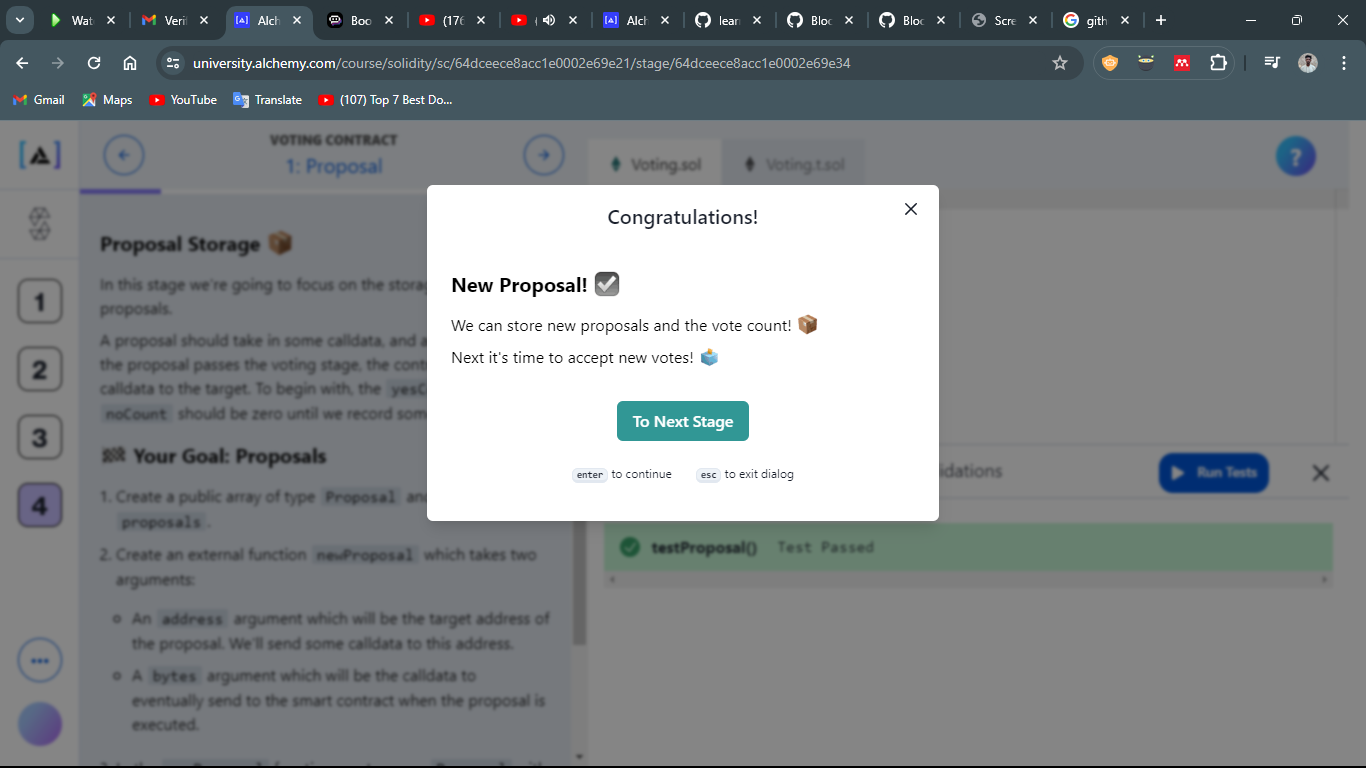 Wat
Veri
Alch
Boo
(176
(
Alch
lear
Bloc
Bloc
Scre
gith
university.alchemy.com/course/solidity/sc/64dceece8acc1e0002e69e21/stage/64dceece8acc1e0002e69e34
Gmail
Maps
YouTube
Translate
(107) Top 7 Best Do...
VOTING CONTRACT
1: Proposal
Voting.sol
Voting.t.sol
?
1
2
3
4
Proposal Storage 📦
In this stage we're going to focus on the storag
proposals.
A proposal should take in some calldata, and a
the proposal passes the voting stage, the contr
calldata to the target. To begin with, the yesC
noCount should be zero until we record som
🏁 Your Goal: Proposals
1. Create a public array of type Proposal and
proposals.
2. Create an external function newProposal which takes two
arguments:
An address argument which will be the target address of
the proposal. We'll send some calldata to this address.
A bytes argument which will be the calldata to
eventually send to the smart contract when the proposal is
executed.
Congratulations!
New Proposal! ☑️
We can store new proposals and the vote count! 📦
Next it's time to accept new votes! 🗳️
To Next Stage
enter to continue
esc to exit dialog
idations
Run Tests
testProposal() Test Passed